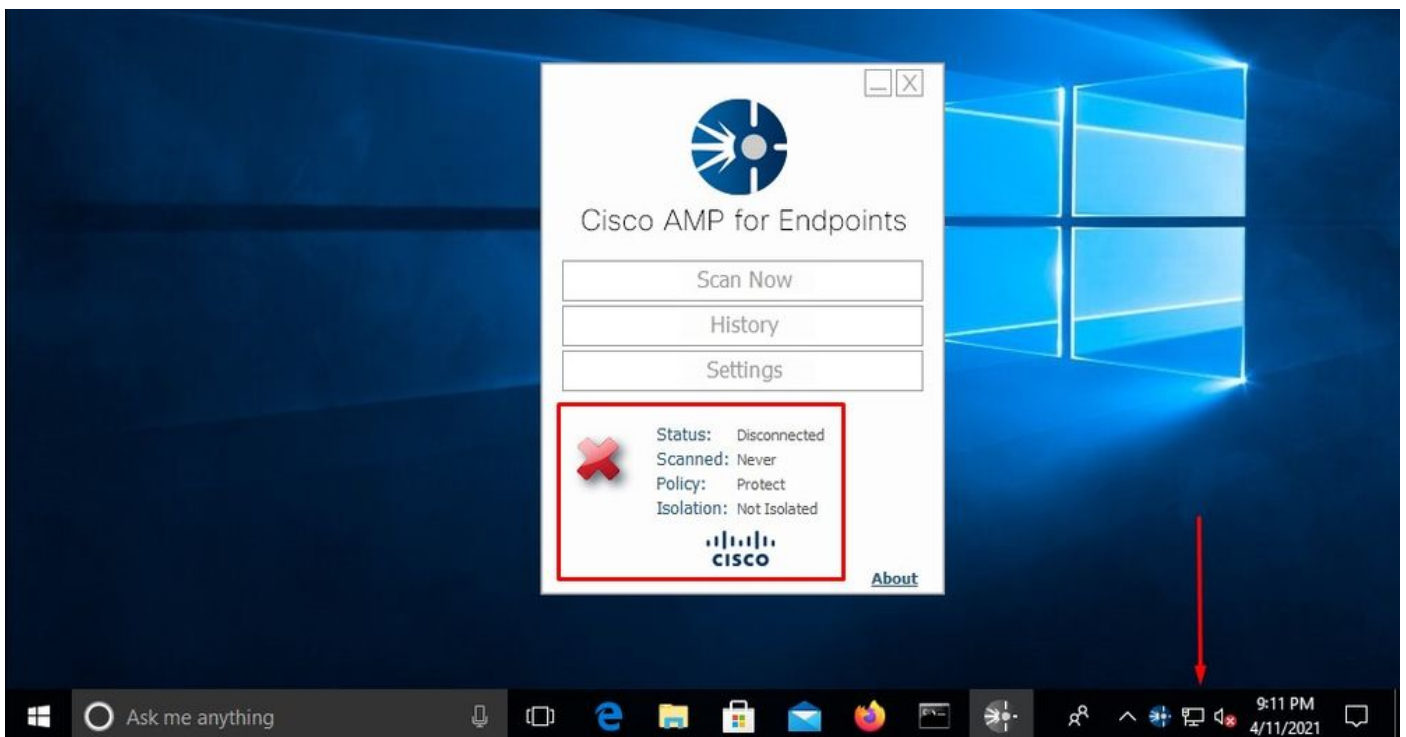 Cisco AMP for Endpoints
Scan Now
History
Settings
Status: Disconnected
Scanned: Never
Policy: Protect
Isolation: Not Isolated
CISCO
About
Ask me anything
9:11 PM
4/11/2021